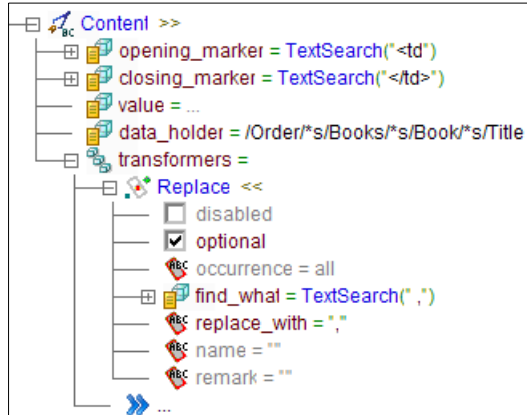 Content >>
opening_marker = TextSearch("<td")
closing_marker = TextSearch("</td>")
value = ...
data_holder = /Order/*s/Books/*s/Book/*s/Title
transformers =
Replace <<
disabled
optional
occurrence = all
find_what = TextSearch(" ,")
replace_with = ","
name = ""
remark = ""
...